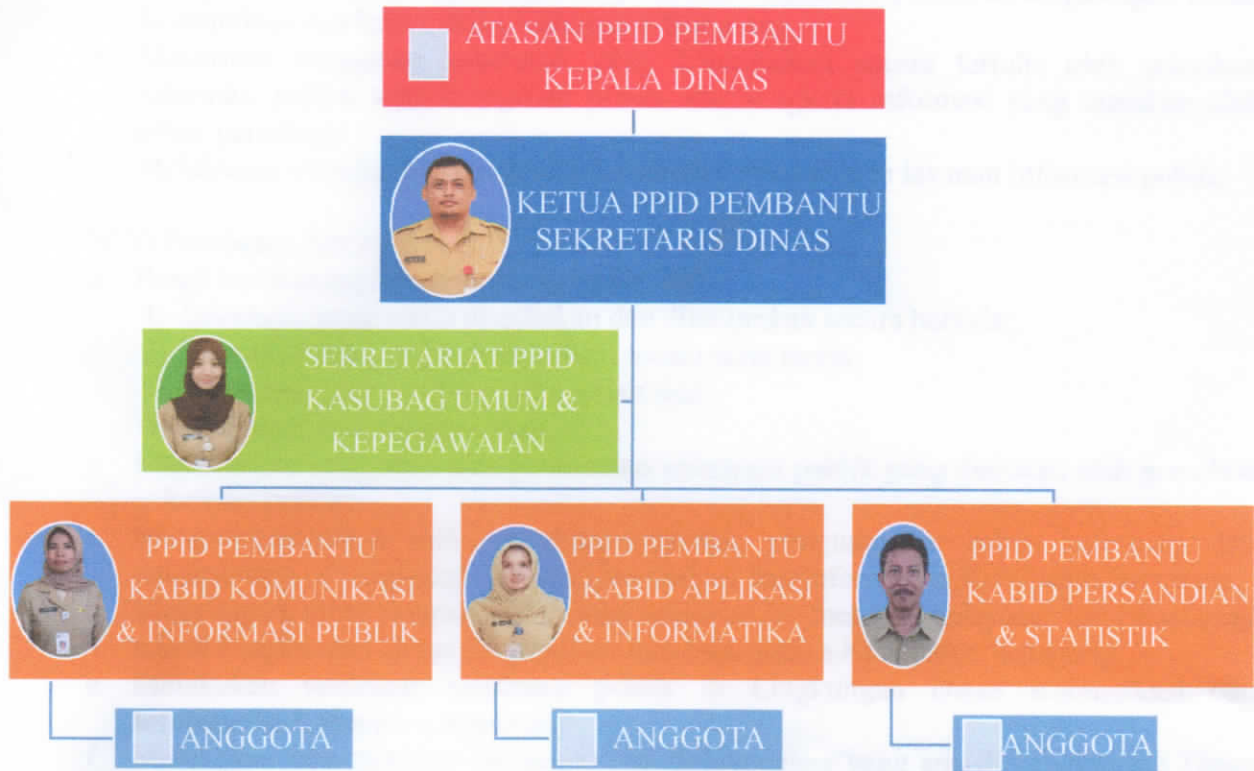 ATASAN PPID PEMBANTU
KEPALA DINAS
KETUA PPID PEMBANTU
SEKRETARIS DINAS
SEKRETARIAT PPID
KASUBAG UMUM &
KEPEGAWAIAN
PPID PEMBANTU
KABID KOMUNIKASI
& INFORMASI PUBLIK
PPID PEMBANTU
KABID APLIKASI
& INFORMATIKA
PPID PEMBANTU
KABID PERSANDIAN
& STATISTIK
ANGGOTA
ANGGOTA
ANGGOTA